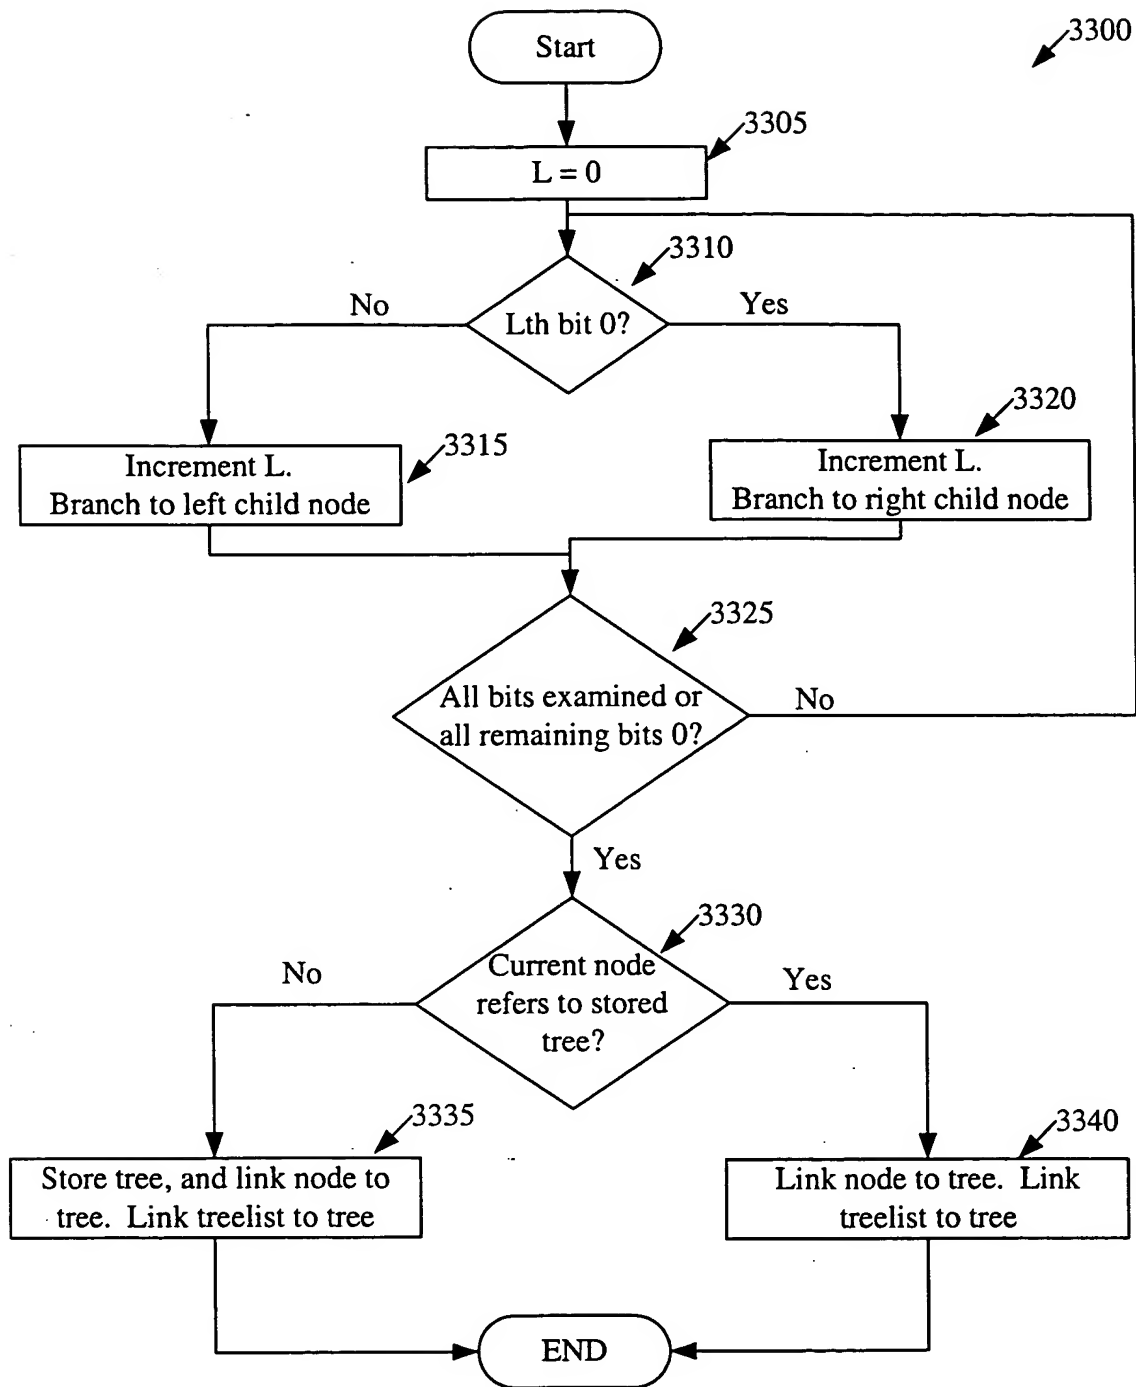 Start
3300
3305
L = 0
3310
No
Yes
Lth bit 0?
3320
3315
Increment L.
Branch to left child node
Increment L.
Branch to right child node
3325
All bits examined or
all remaining bits 0?
No
Yes
3330
No
Current node
refers to stored
tree?
Yes
3335
3340
Store tree, and link node to
tree. Link treelist to tree
Link node to tree. Link
treelist to tree
END